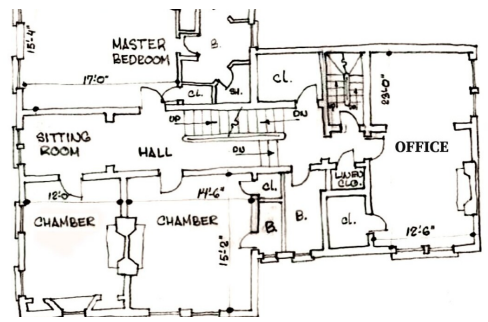 15'-4"
MASTER
BEDROOM
B.
17'-0"
CL.
SH.
CL.
UP
DN
DN
23'-0"
SITTING
ROOM
HALL
OFFICE
LINEN
CLO.
12'-0"
14'-6"
CL.
CHAMBER
CHAMBER
B.
B.
CL.
15'-2"
12'-6"